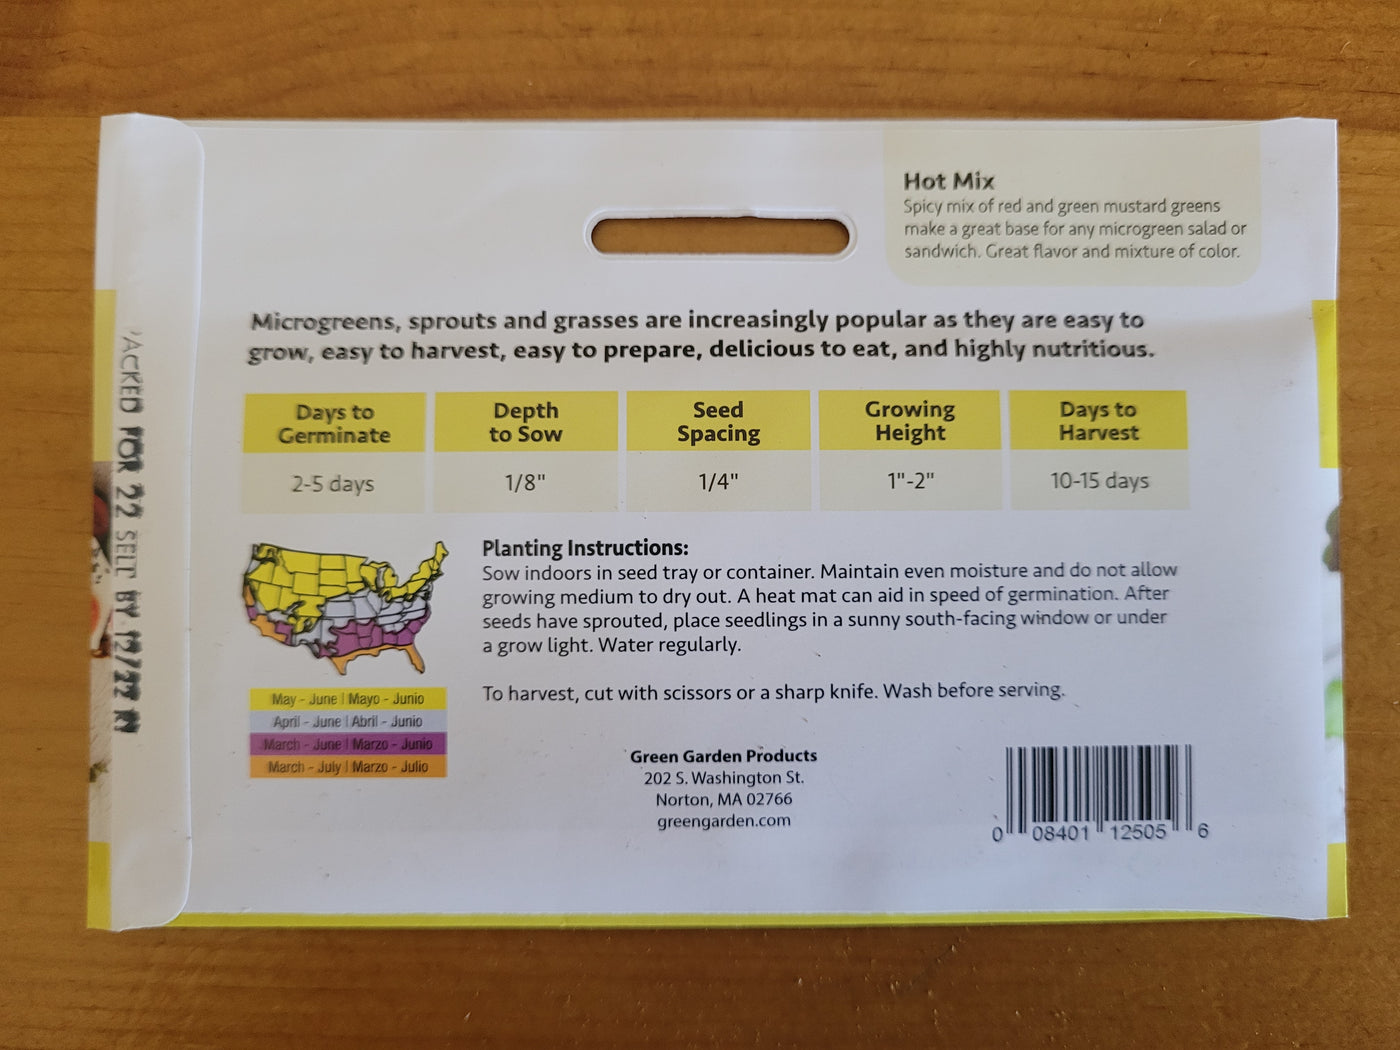 Hot Mix
Spicy mix of red and green mustard greens
make a great base for any microgreen salad or
sandwich. Great flavor and mixture of color.
Microgreens, sprouts and grasses are increasingly popular as they are easy to
grow, easy to harvest, easy to prepare, delicious to eat, and highly nutritious.
Days to Germinate
2-5 days
Depth to Sow
1/8"
Seed Spacing
1/4"
Growing Height
1"-2"
Days to Harvest
10-15 days
Planting Instructions:
Sow indoors in seed tray or container. Maintain even moisture and do not allow
growing medium to dry out. A heat mat can aid in speed of germination. After
seeds have sprouted, place seedlings in a sunny south-facing window or under
a grow light. Water regularly.
To harvest, cut with scissors or a sharp knife. Wash before serving.
May - June | Mayo - Junio
April - June | Abril - Junio
March - June | Marzo - Junio
March - July | Marzo - Julio
Green Garden Products
202 S. Washington St.
Norton, MA 02766
greengarden.com
0 08401 12505 6
PACKED FOR 22 SELL BY 12/22